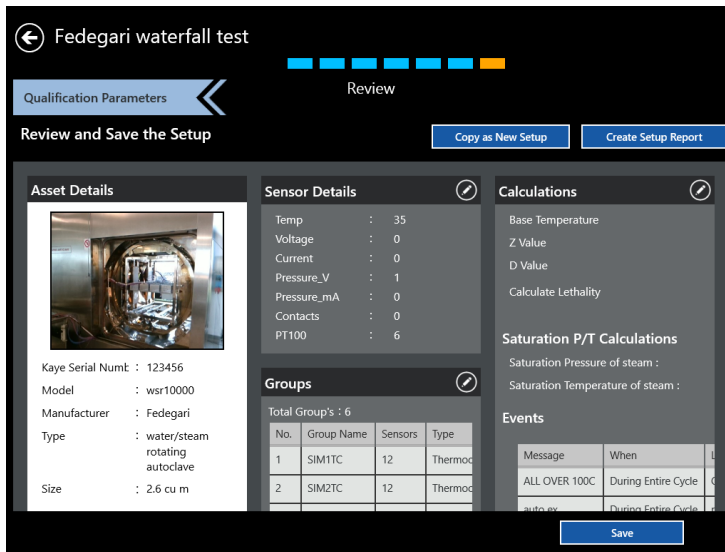 Fedegari waterfall test
Review
Qualification Parameters
Review and Save the Setup
Copy as New Setup
Create Setup Report
Asset Details
Kaye Serial Numb : 123456
Model : wsr10000
Manufacturer : Fedegari
Type : water/steam
rotating
autoclave
Size : 2.6 cu m
Sensor Details
Temp : 35
Voltage : 0
Current : 0
Pressure_V : 1
Pressure_mA : 0
Contacts : 0
PT100 : 6
Groups
Total Group's : 6
No. Group Name Sensors Type
1 SIM1TC 12 Thermoc
2 SIM2TC 12 Thermoc
Calculations
Base Temperature
Z Value
D Value
Calculate Lethality
Saturation P/T Calculations
Saturation Pressure of steam :
Saturation Temperature of steam :
Events
Message When
ALL OVER 100C During Entire Cycle
auto ex During Entire Cycle
Save